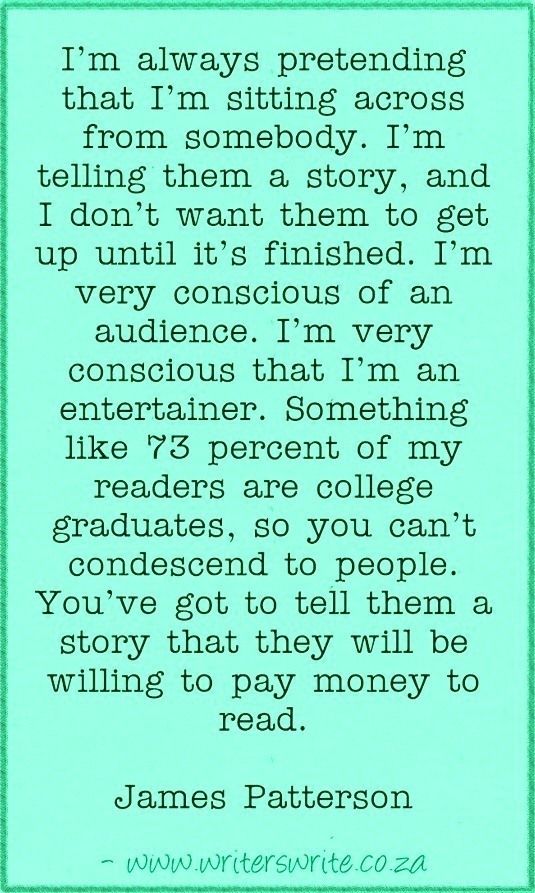 I'm always pretending
that I'm sitting across
from somebody. I'm
telling them a story, and
I don't want them to get
up until it's finished. I'm
very conscious of an
audience. I'm very
conscious that I'm an
entertainer. Something
like 73 percent of my
readers are college
graduates, so you can't
condescend to people.
You've got to tell them a
story that they will be
willing to pay money to
read.
James Patterson
- www.writerswrite.co.za